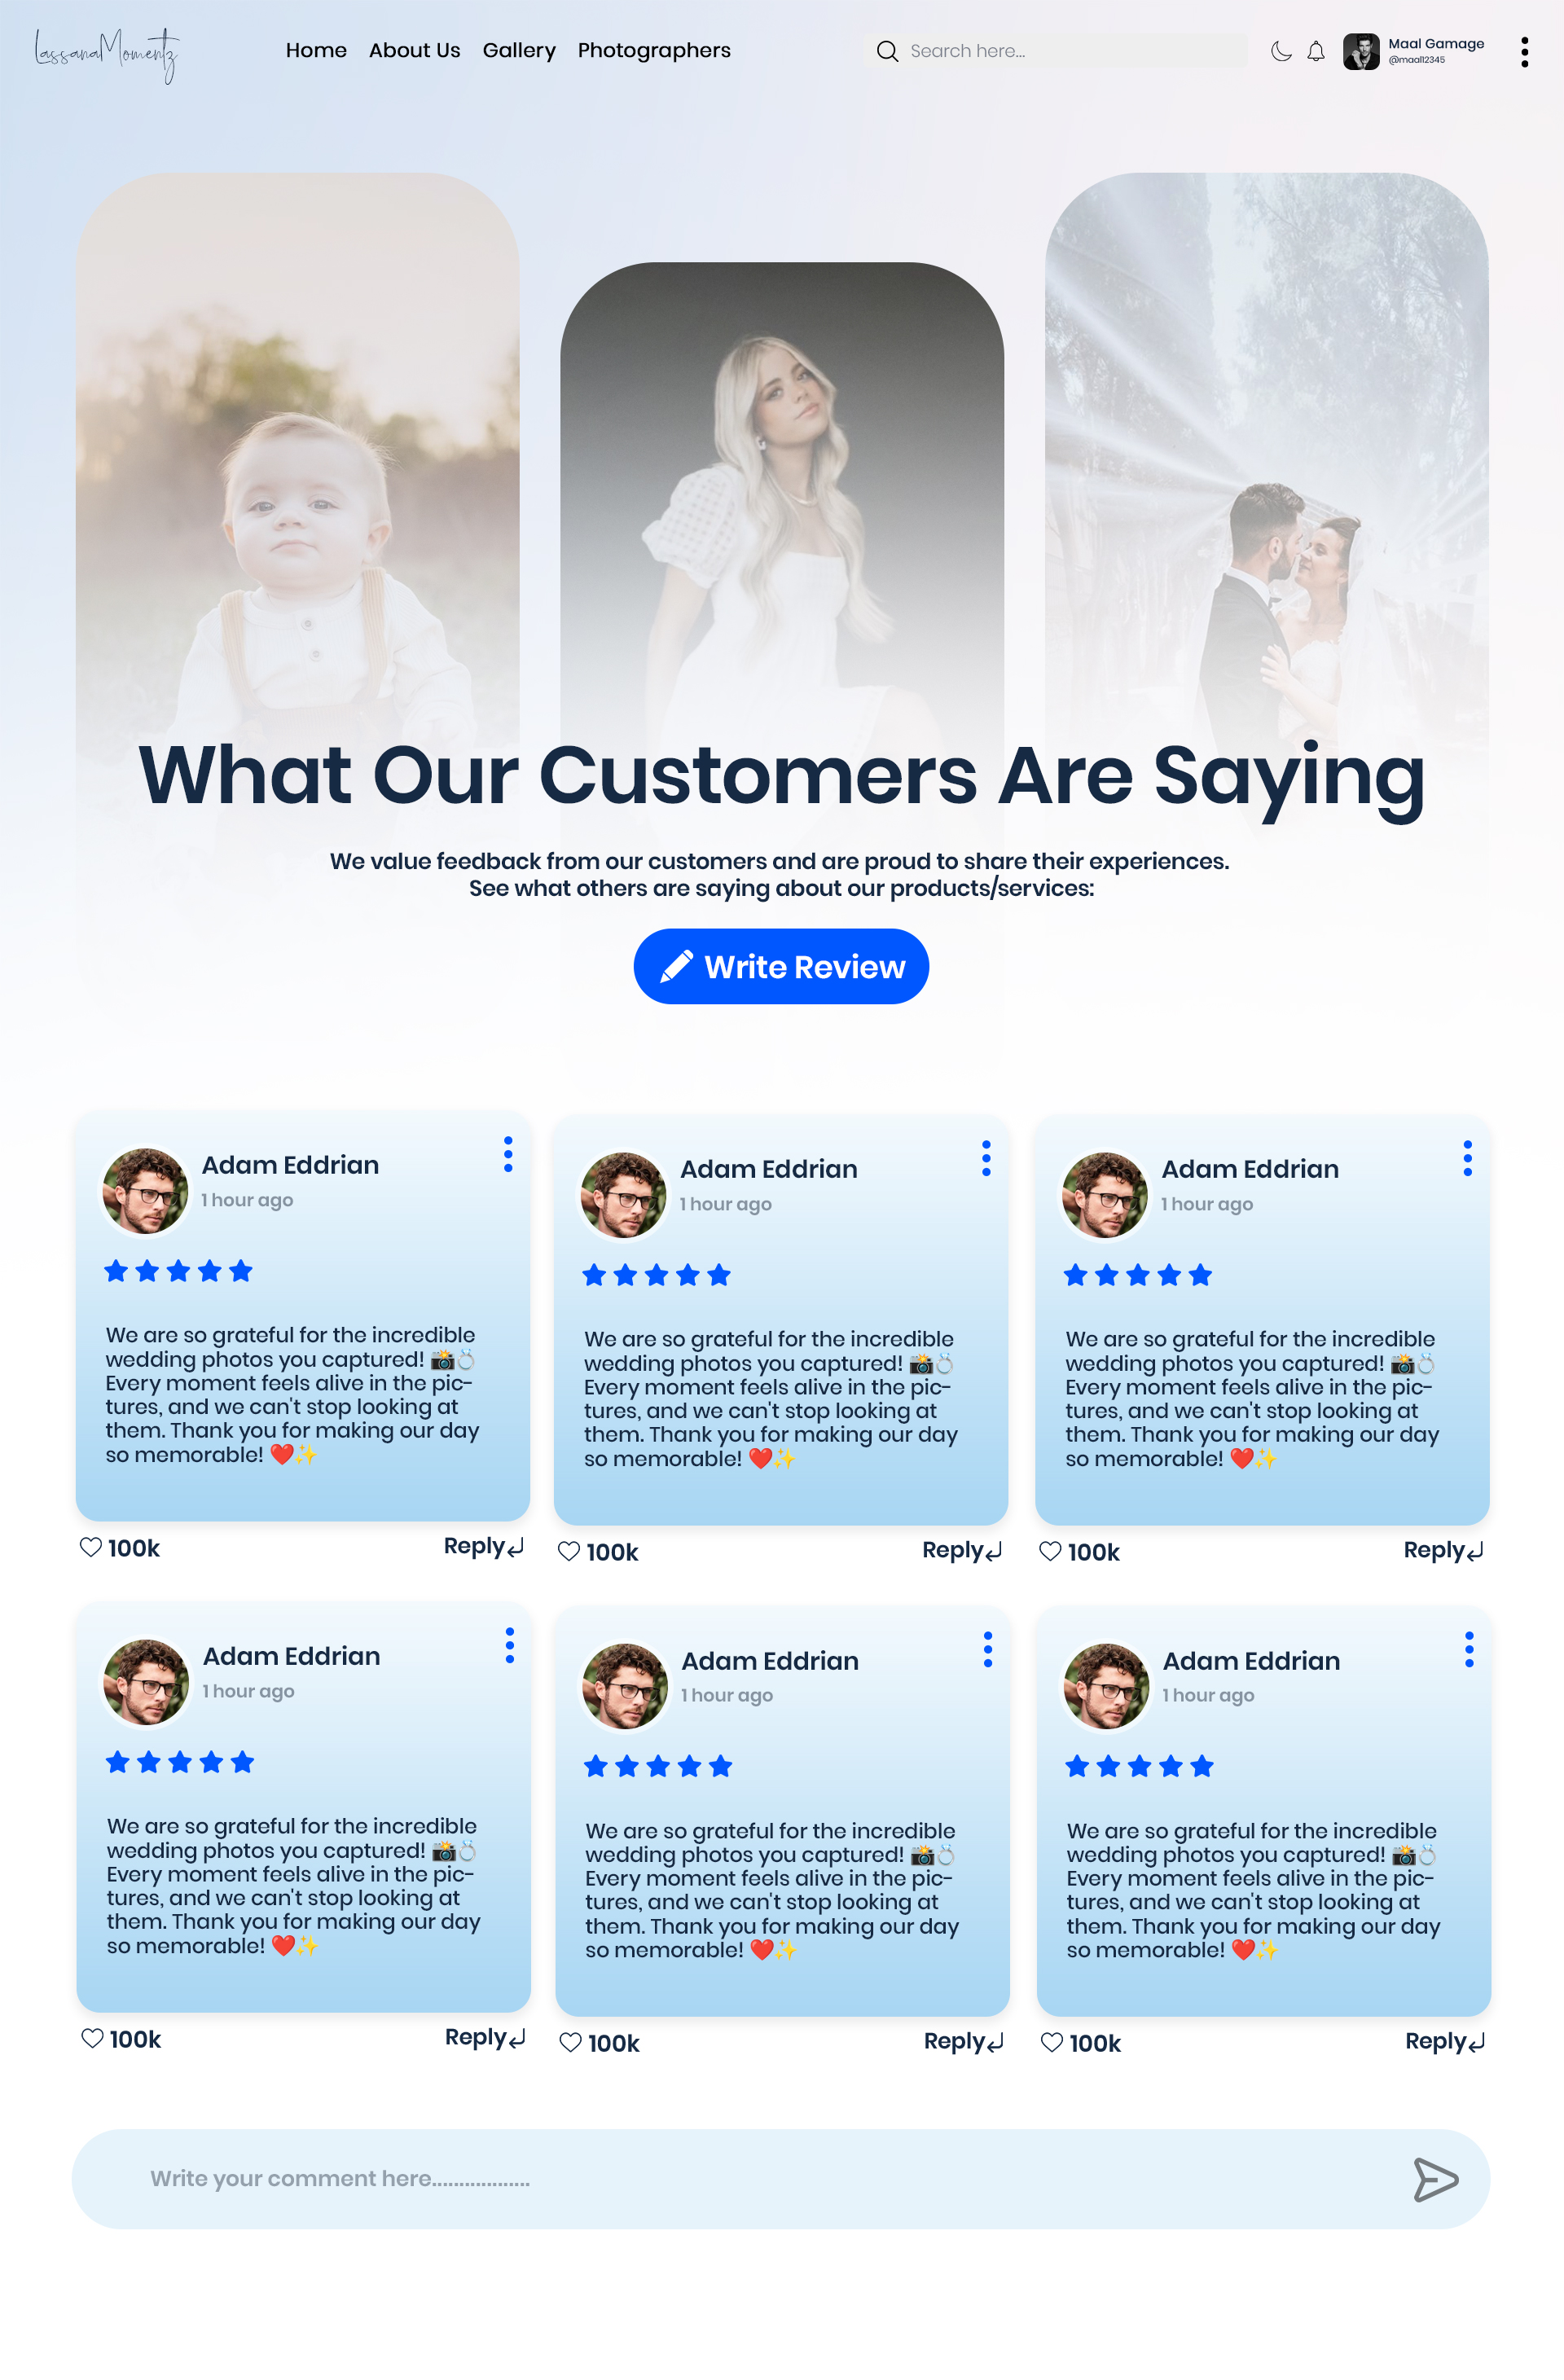 LassanaMomentz
Home About Us Gallery Photographers
Search here...
Maal Gamage
@maal12345
What Our Customers Are Saying
We value feedback from our customers and are proud to share their experiences.
See what others are saying about our products/services:
Write Review
Adam Eddrian
1 hour ago
We are so grateful for the incredible
wedding photos you captured! 📸💍
Every moment feels alive in the pic-
tures, and we can't stop looking at
them. Thank you for making our day
so memorable! ❤️✨
100k Reply
Adam Eddrian
1 hour ago
We are so grateful for the incredible
wedding photos you captured! 📸💍
Every moment feels alive in the pic-
tures, and we can't stop looking at
them. Thank you for making our day
so memorable! ❤️✨
100k Reply
Adam Eddrian
1 hour ago
We are so grateful for the incredible
wedding photos you captured! 📸💍
Every moment feels alive in the pic-
tures, and we can't stop looking at
them. Thank you for making our day
so memorable! ❤️✨
100k Reply
Adam Eddrian
1 hour ago
We are so grateful for the incredible
wedding photos you captured! 📸💍
Every moment feels alive in the pic-
tures, and we can't stop looking at
them. Thank you for making our day
so memorable! ❤️✨
100k Reply
Adam Eddrian
1 hour ago
We are so grateful for the incredible
wedding photos you captured! 📸💍
Every moment feels alive in the pic-
tures, and we can't stop looking at
them. Thank you for making our day
so memorable! ❤️✨
100k Reply
Adam Eddrian
1 hour ago
We are so grateful for the incredible
wedding photos you captured! 📸💍
Every moment feels alive in the pic-
tures, and we can't stop looking at
them. Thank you for making our day
so memorable! ❤️✨
100k Reply
Write your comment here..................